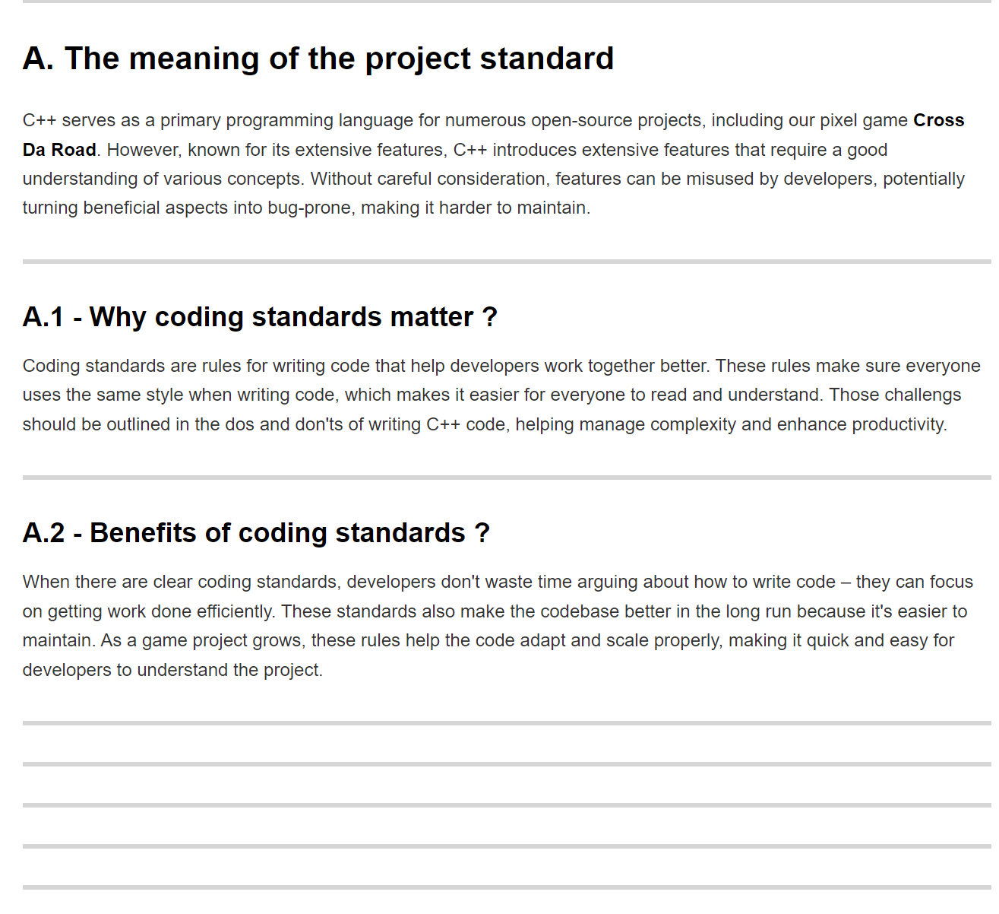 A. The meaning of the project standard
C++ serves as a primary programming language for numerous open-source projects, including our pixel game Cross
Da Road. However, known for its extensive features, C++ introduces extensive features that require a good
understanding of various concepts. Without careful consideration, features can be misused by developers, potentially
turning beneficial aspects into bug-prone, making it harder to maintain.
A.1 - Why coding standards matter ?
Coding standards are rules for writing code that help developers work together better. These rules make sure everyone
uses the same style when writing code, which makes it easier for everyone to read and understand. Those challengs
should be outlined in the dos and don'ts of writing C++ code, helping manage complexity and enhance productivity.
A.2 - Benefits of coding standards ?
When there are clear coding standards, developers don't waste time arguing about how to write code – they can focus
on getting work done efficiently. These standards also make the codebase better in the long run because it's easier to
maintain. As a game project grows, these rules help the code adapt and scale properly, making it quick and easy for
developers to understand the project.